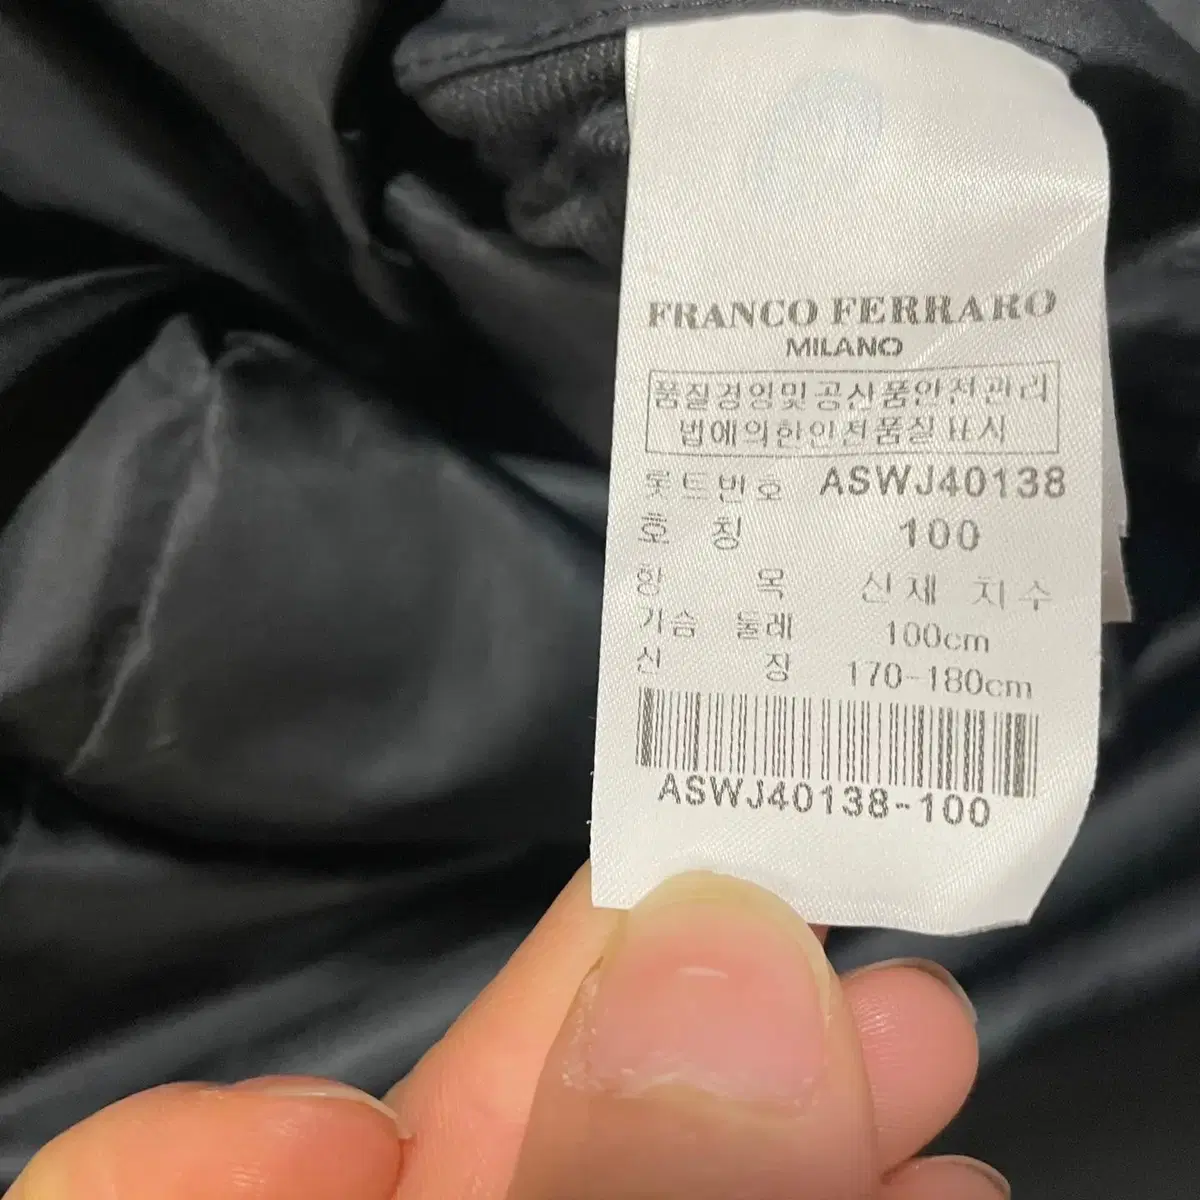 FRANCO FERRARO
MILANO
품질경영및공산품안전관리
법에의한안전품질표시
롯트번호 ASWJ40138
호 칭 100
항 목 신체 치수
가슴 둘레 100cm
신 장 170-180cm
ASWJ40138-100